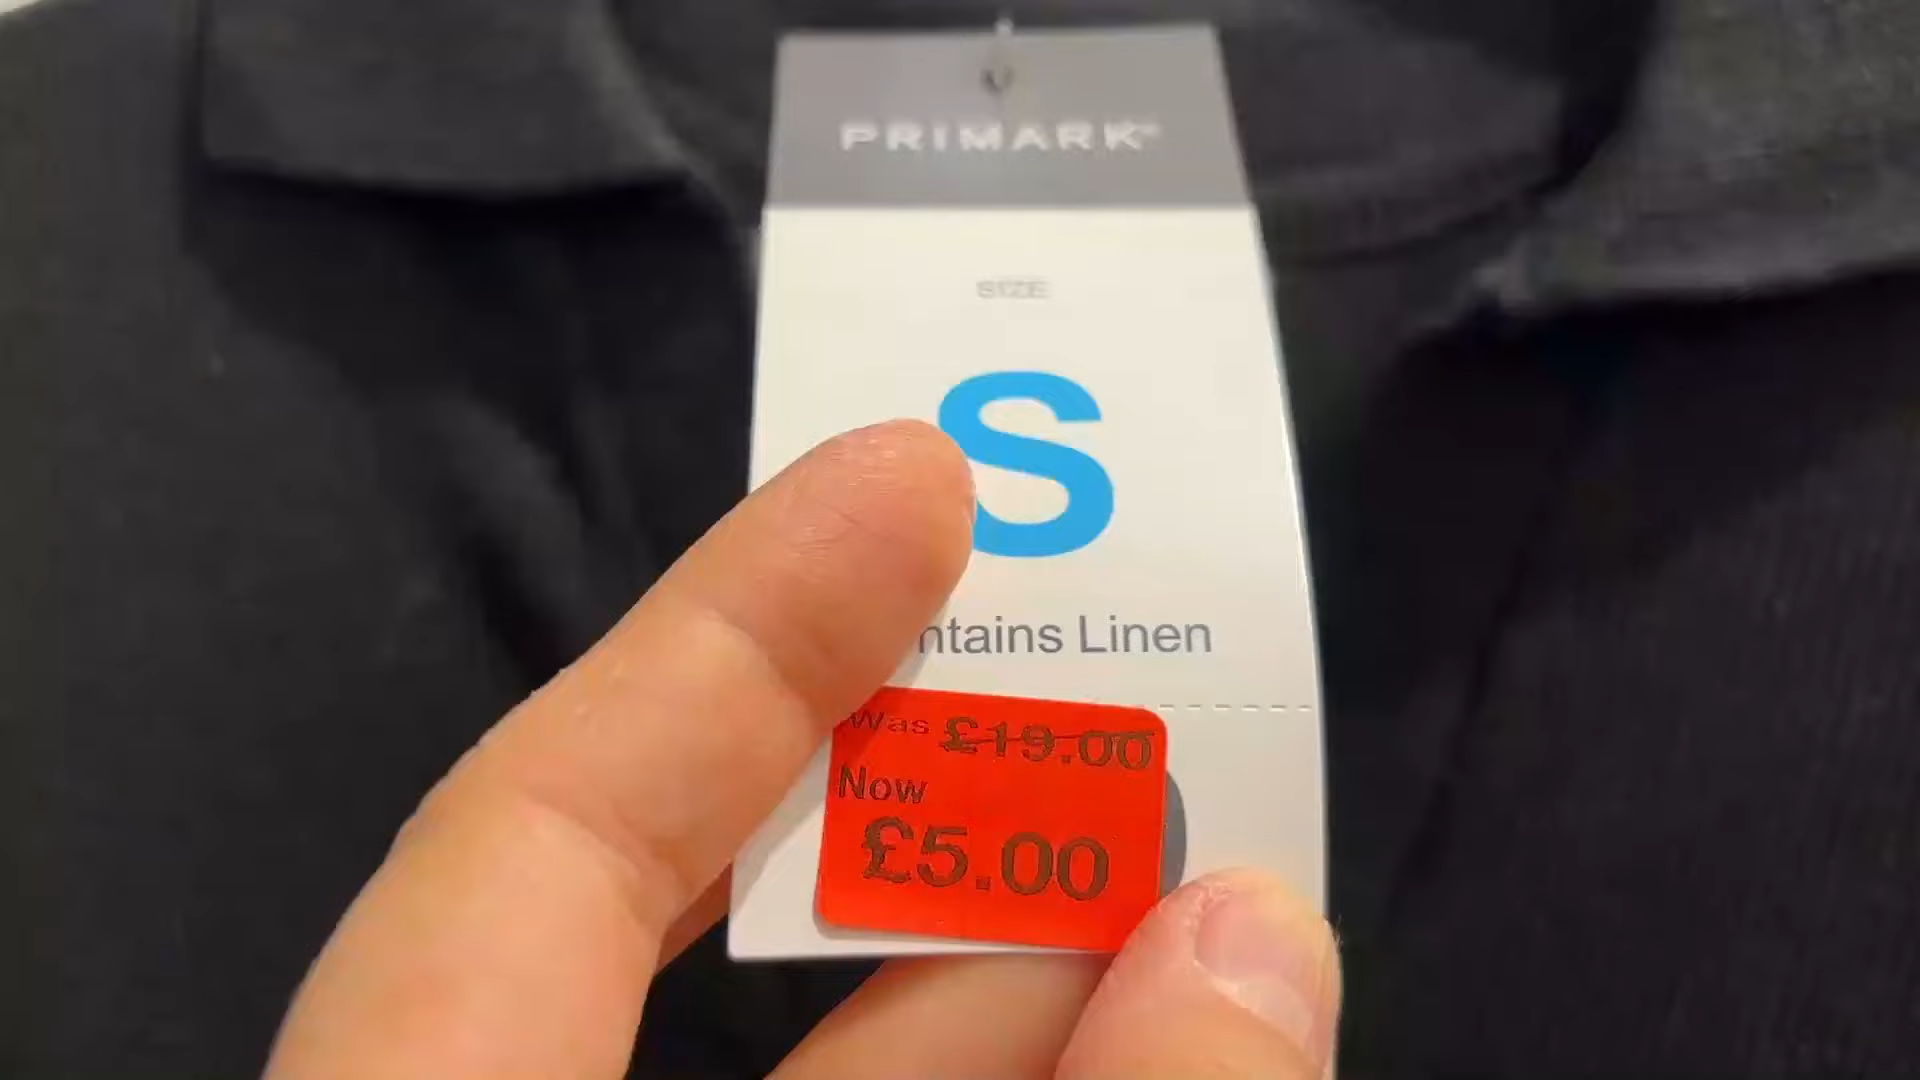 PRIMARK®
SIZE
S
ntains Linen
Was £19.00
Now
£5.00